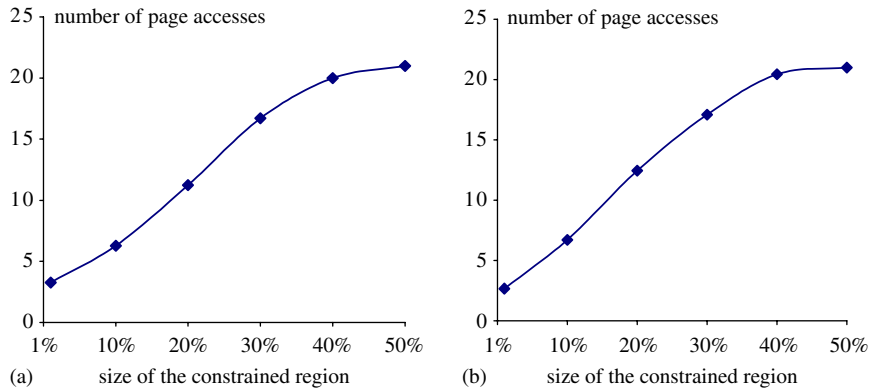 number of page accesses
25
20
15
10
5
0
1% 10% 20% 30% 40% 50%
(a) size of the constrained region
number of page accesses
25
20
15
10
5
0
1% 10% 20% 30% 40% 50%
(b) size of the constrained region